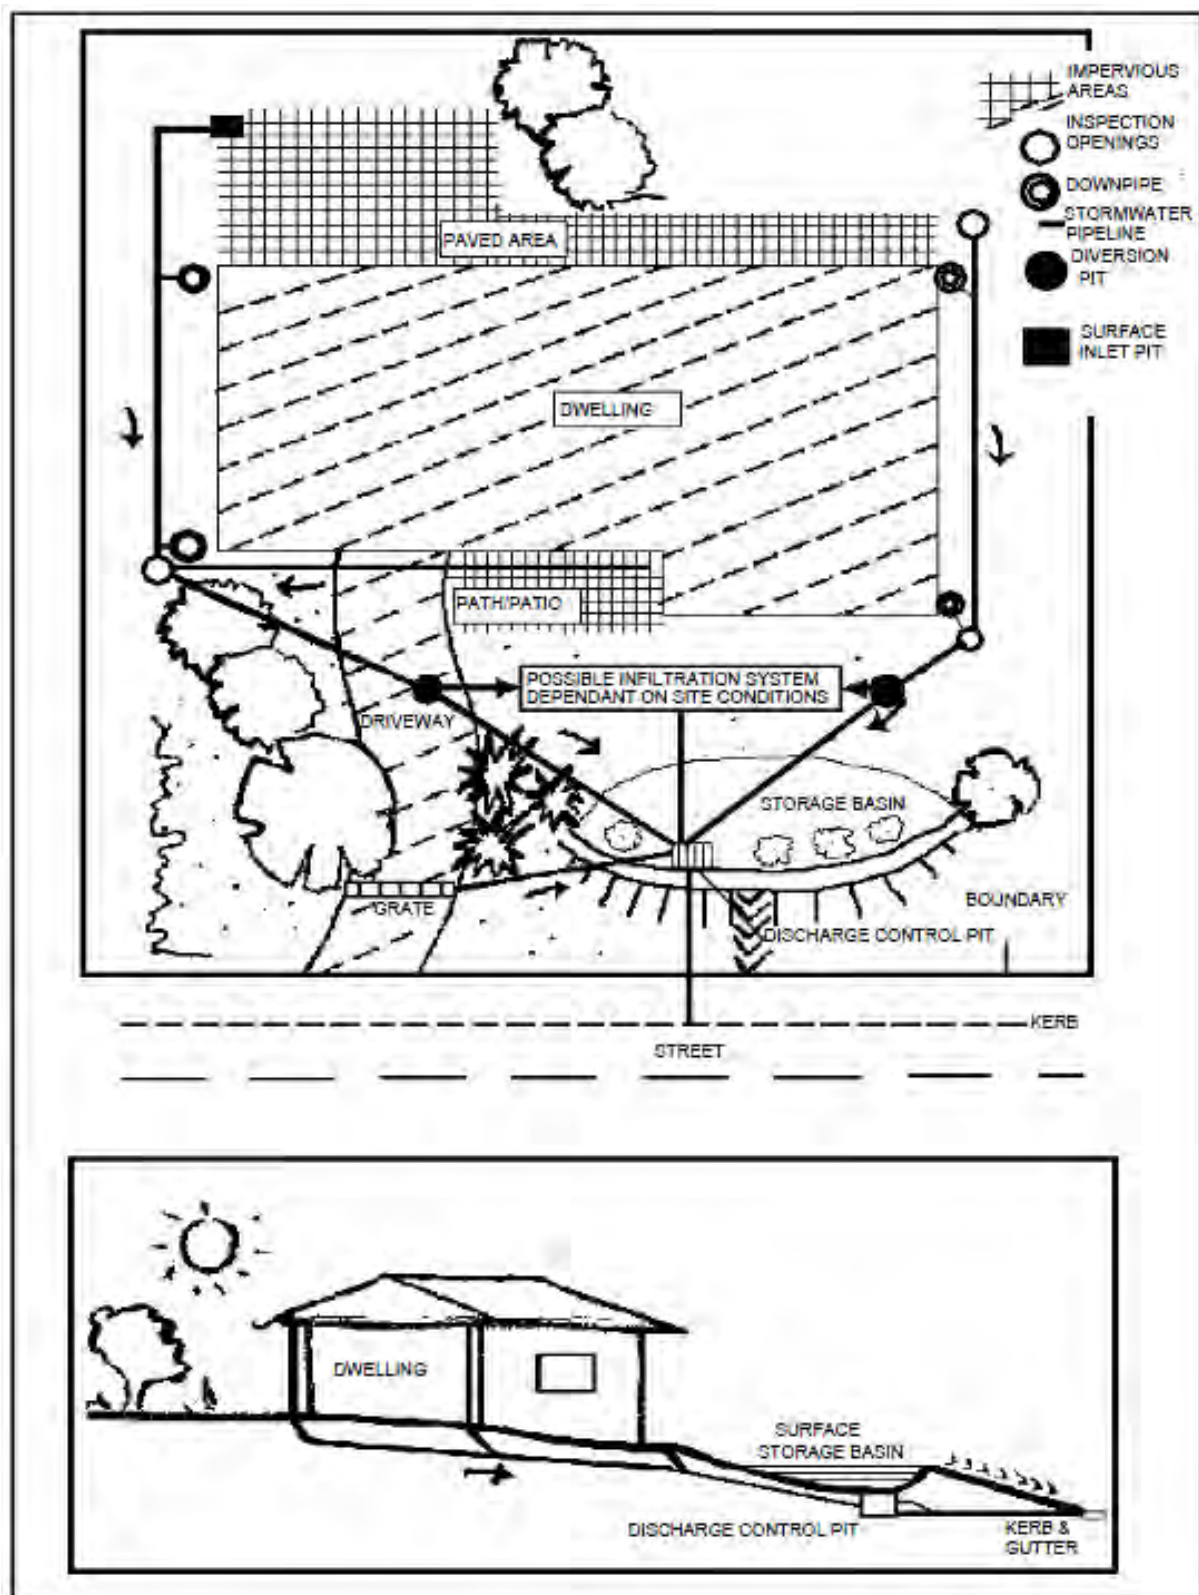 IMPERVIOUS
AREAS
INSPECTION
OPENINGS
DOWNPIPE
STORMWATER
PIPELINE
DIVERSION
PIT
SURFACE
INLET PIT
PAVED AREA
DWELLING
PATH/PATIO
POSSIBLE INFILTRATION SYSTEM
DEPENDANT ON SITE CONDITIONS
DRIVEWAY
STORAGE BASIN
GRATE
BOUNDARY
DISCHARGE CONTROL PIT
KERB
STREET
DWELLING
SURFACE
STORAGE BASIN
DISCHARGE CONTROL PIT
KERB &
GUTTER